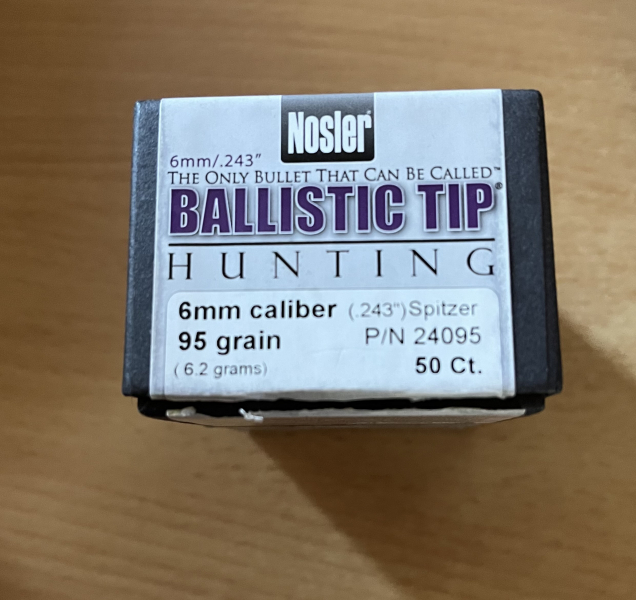 Nosler®
6mm/.243"
THE ONLY BULLET THAT CAN BE CALLED™
BALLISTIC TIP®
HUNTING
6mm caliber (.243") Spitzer
95 grain P/N 24095
(6.2 grams) 50 Ct.